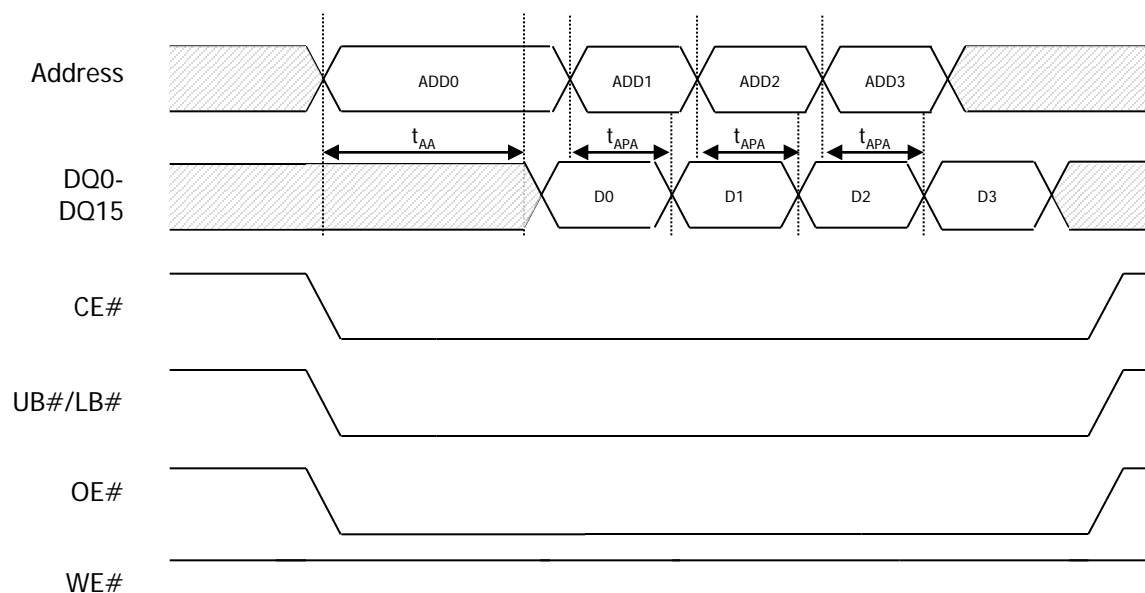 Address
ADD0
ADD1
ADD2
ADD3
tAA
tAPA
tAPA
tAPA
DQ0-
DQ15
D0
D1
D2
D3
CE#
UB#/LB#
OE#
WE#